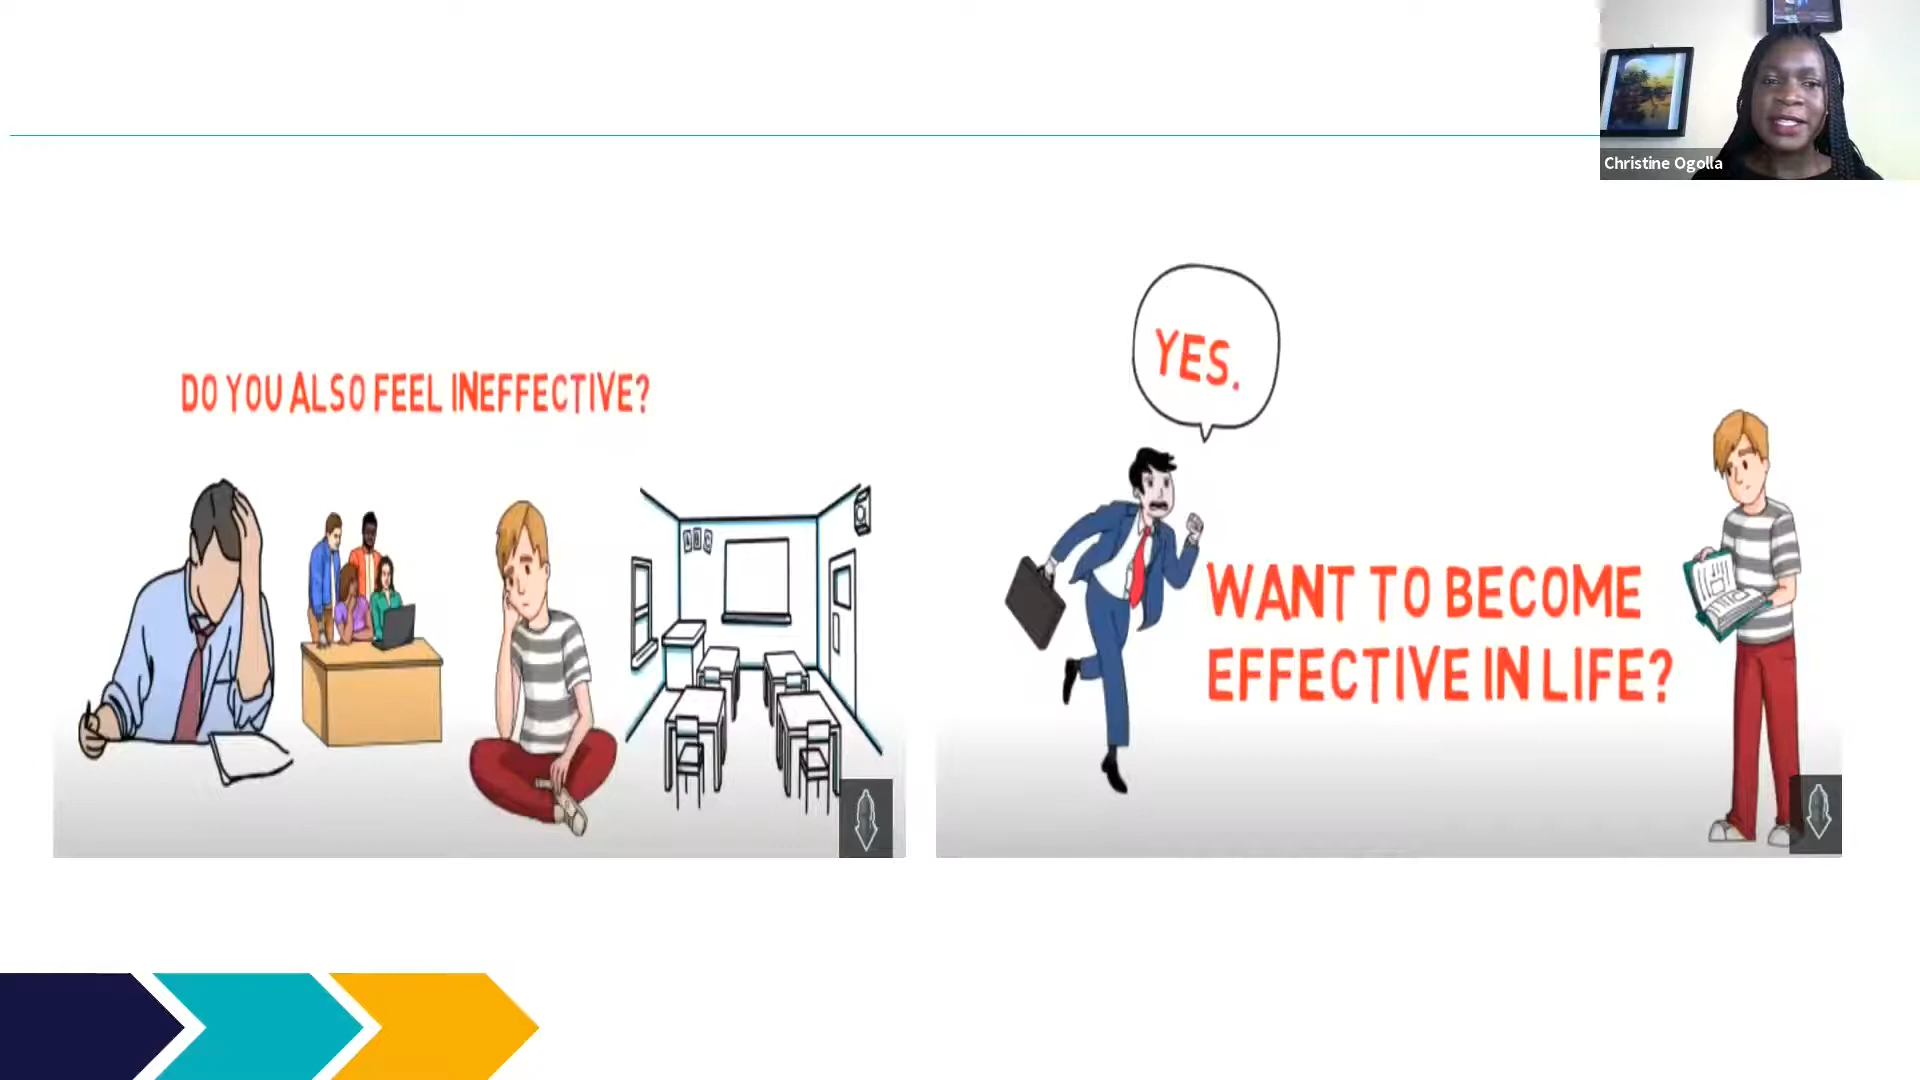 Christine Ogolla
DO YOU ALSO FEEL INEFFECTIVE?
YES.
WANT TO BECOME
EFFECTIVE IN LIFE?